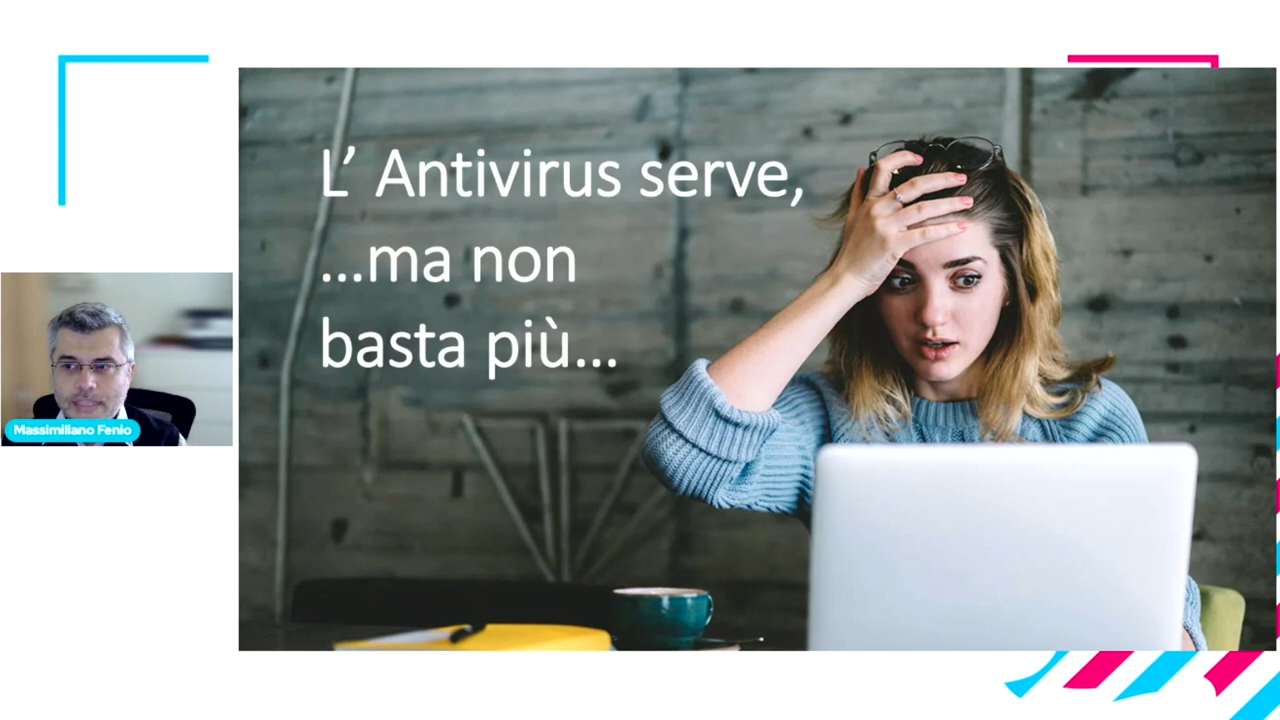 L’ Antivirus serve,
...ma non
basta più...
Massimiliano Fenio